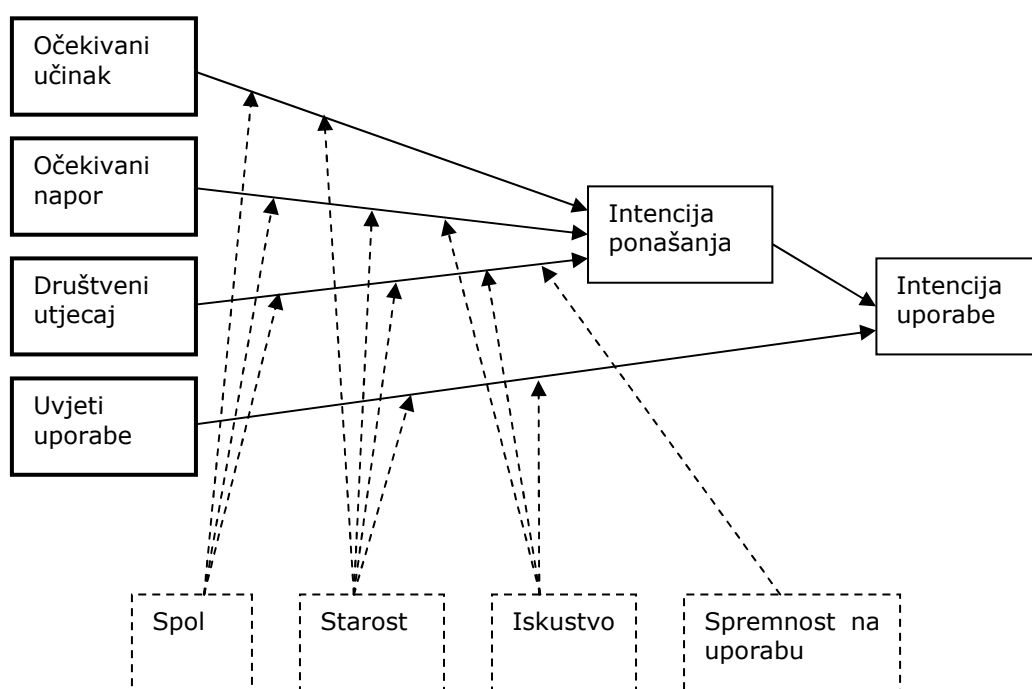 Očekivani
učinak
Očekivani
napor
Društveni
utjecaj
Uvjeti
uporabe
Intencija
ponašanja
Intencija
uporabe
Spol
Starost
Iskustvo
Spremnost na
uporabu